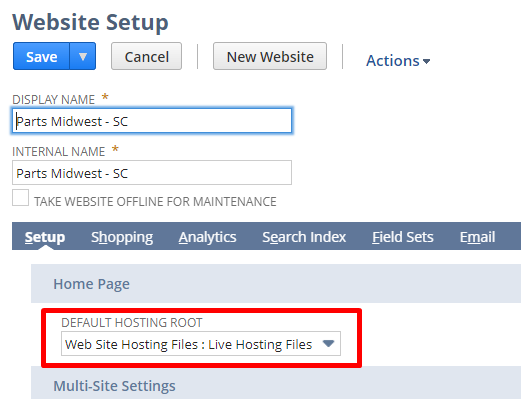 Website Setup
Save Cancel New Website Actions
DISPLAY NAME *
Parts Midwest - SC
INTERNAL NAME *
Parts Midwest - SC
TAKE WEBSITE OFFLINE FOR MAINTENANCE
Setup Shopping Analytics Search Index Field Sets Email
Home Page
DEFAULT HOSTING ROOT
Web Site Hosting Files : Live Hosting Files
Multi-Site Settings